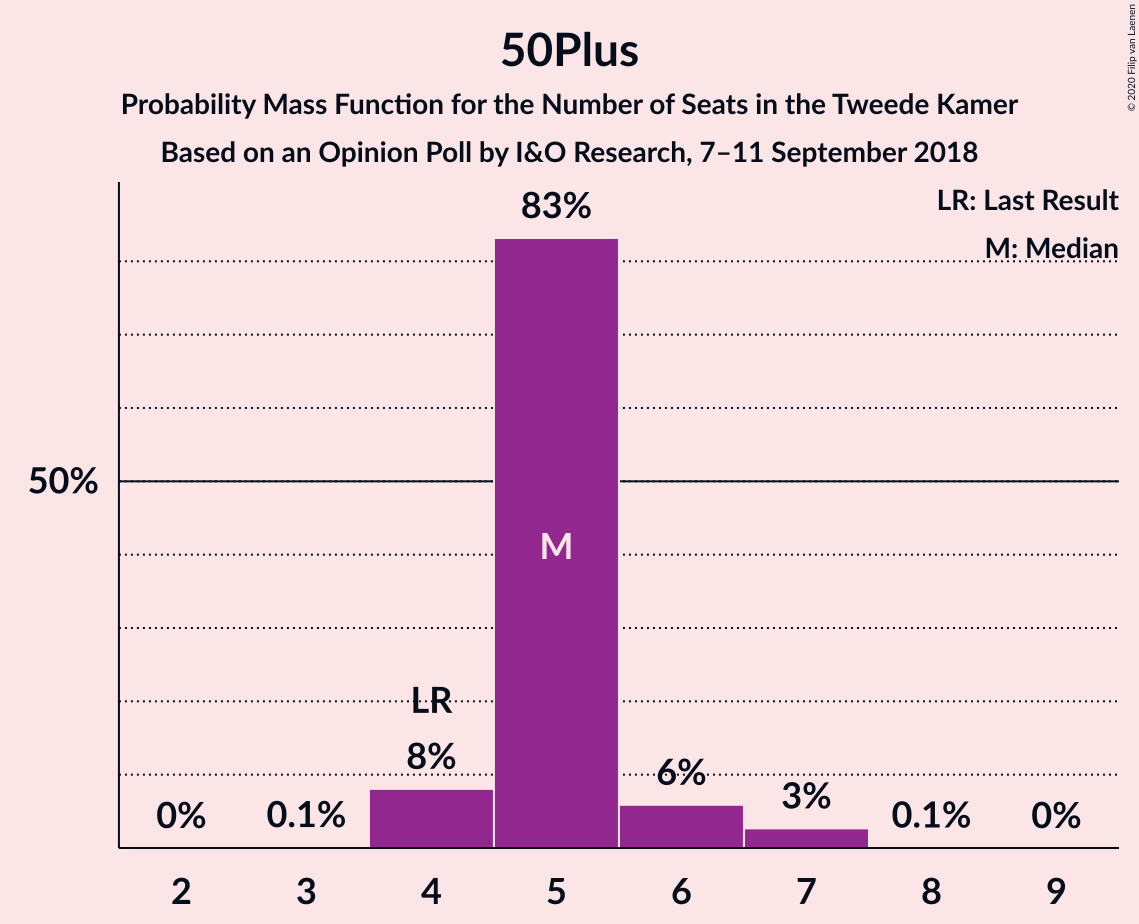 50Plus
Probability Mass Function for the Number of Seats in the Tweede Kamer
Based on an Opinion Poll by I&O Research, 7–11 September 2018
© 2020 Filip van Laenen
LR: Last Result
M: Median
83%
50%
M
LR
8%
6%
3%
0%
0.1%
0.1%
0%
2 3 4 5 6 7 8 9